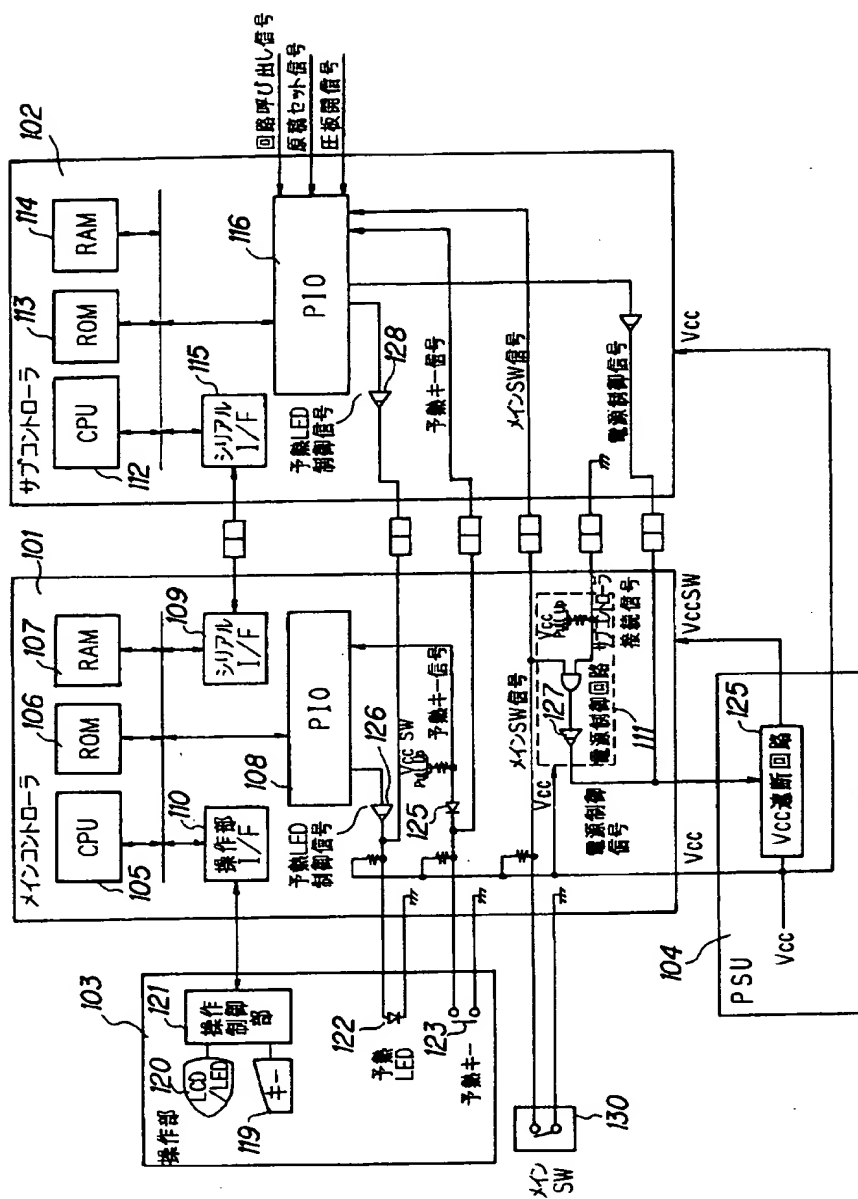 サブコントローラ
102
CPU
112
ROM
113
RAM
114
シリアル
I/F
115
PIO
116
回路呼び出し信号
原稿セット信号
圧板開信号
予熱LED
制御信号
128
予熱キー信号
メインSW信号
電源制御信号
Vcc
メインコントローラ
101
CPU
105
ROM
106
RAM
107
操作部
I/F
110
シリアル
I/F
109
PIO
108
予熱LED
制御信号
126
Vcc SW
Pull Up
予熱キー信号
125
メインSW信号
Vcc
Pull Up
サブコントローラ
接続信号
127
電源制御回路
111
Vcc
電源制御
信号
Vcc
VccSW
操作部
103
LCD
/LED
120
操作制御部
121
キー
119
122
予熱
LED
123
予熱キー
メイン
SW
130
PSU
104
Vcc
Vcc遮断回路
125